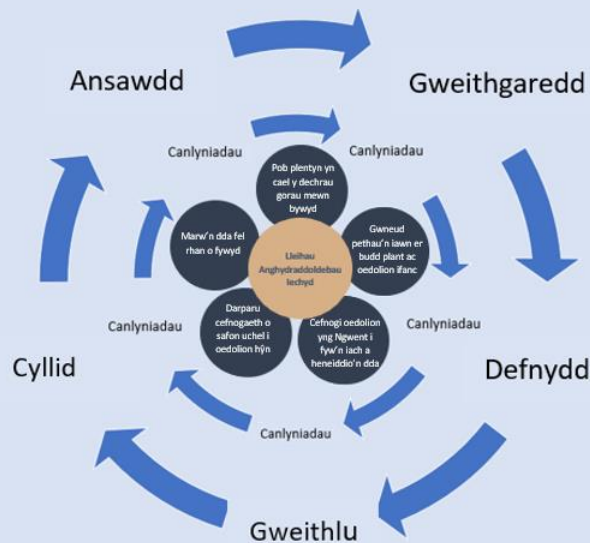 Ansawdd
Gweithgaredd
Canlyniadau
Canlyniadau
Pob plentyn yn
cael y dechrau
gorau mewn
bywyd
Marw'n dda fel
rhan o fywyd
Gwneud
pethau'n iawn er
budd plant ac
oedolion ifanc
Lleihau
Anghydraddoldebau
Iechyd
Darparu
cefnogaeth o
safon uchel i
oedolion hŷn
Cefnogi oedolion
yng Ngwent i
fyw'n iach a
heneiddio'n dda
Canlyniadau
Canlyniadau
Cyllid
Defnydd
Canlyniadau
Gweithlu